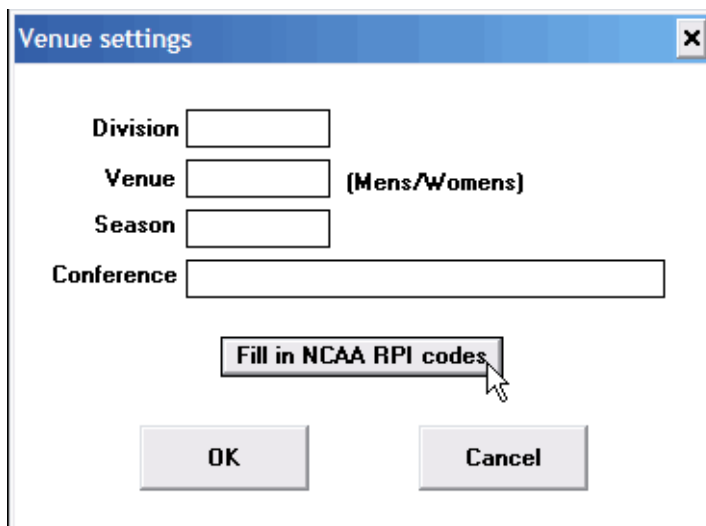 Venue settings
Division
Venue (Mens/Womens)
Season
Conference
Fill in NCAA RPI codes
OK Cancel